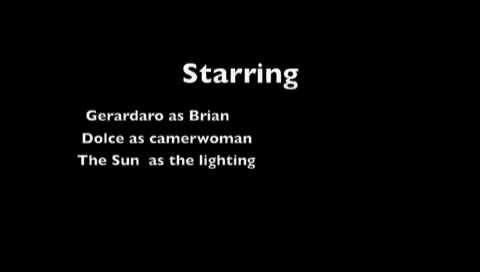 Starring
Gerardaro as Brian
Dolce as camerwoman
The Sun as the lighting